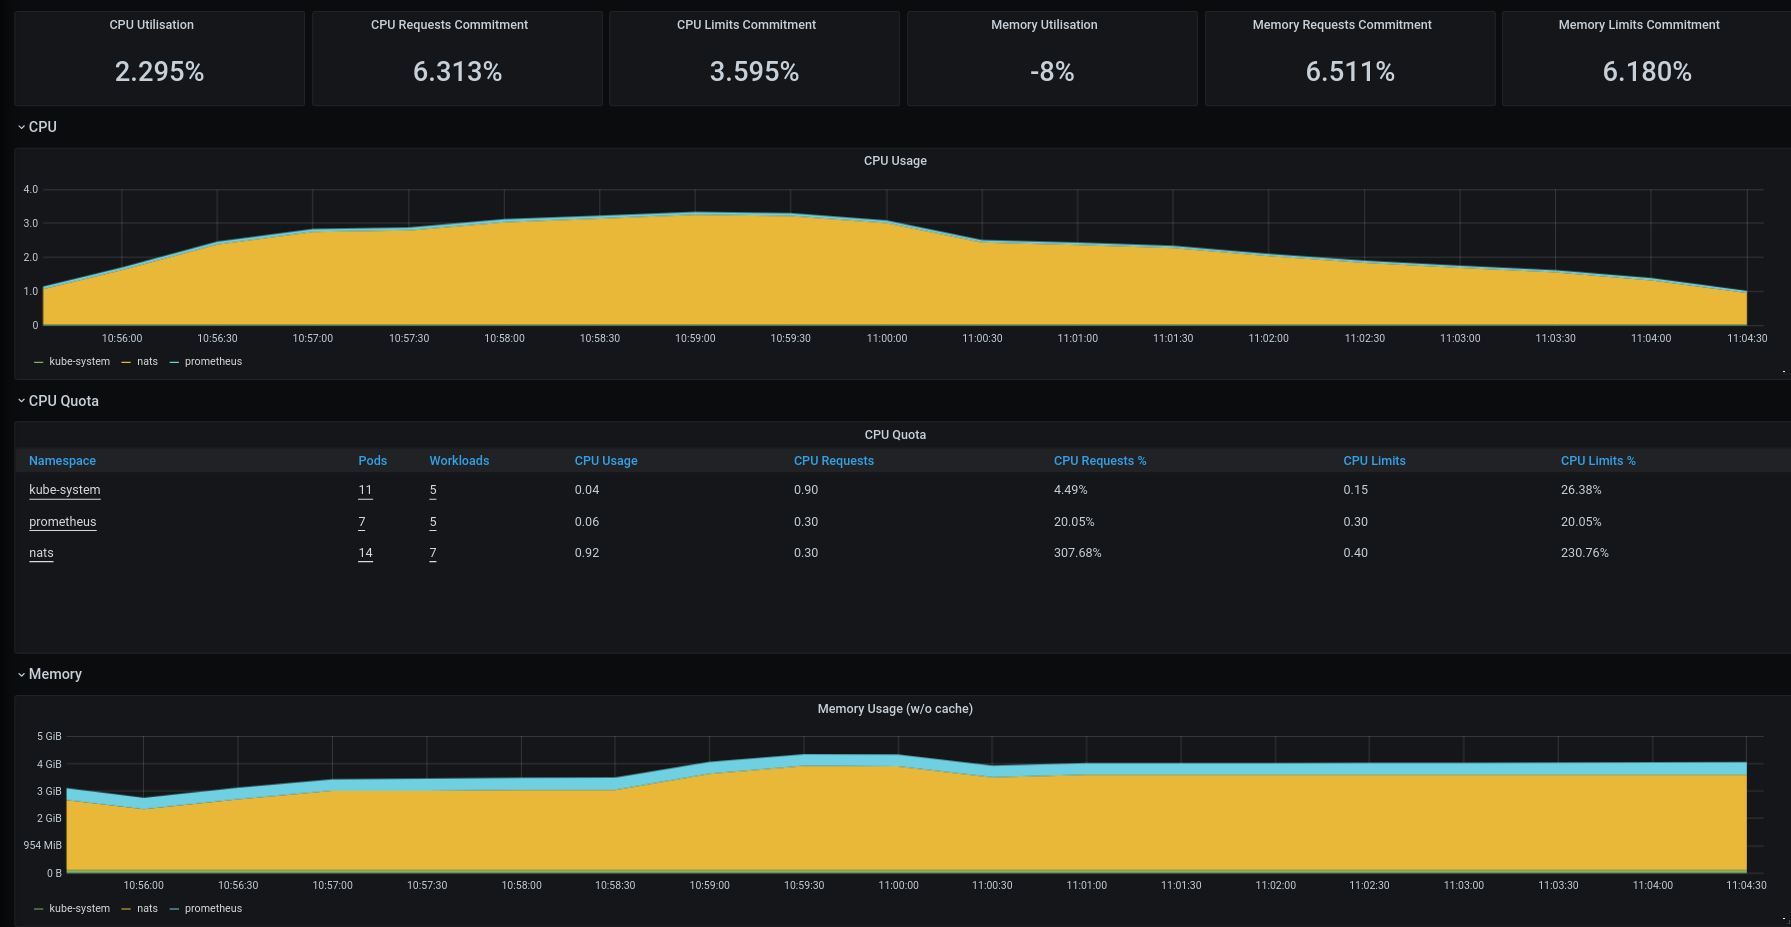 CPU Utilisation CPU Requests Commitment CPU Limits Commitment Memory Utilisation Memory Requests Commitment Memory Limits Commitment
2.295% 6.313% 3.595% -8% 6.511% 6.180%
CPU
CPU Usage
4.0
3.0
2.0
1.0
0
10:56:00 10:56:30 10:57:00 10:57:30 10:58:00 10:58:30 10:59:00 10:59:30 11:00:00 11:00:30 11:01:00 11:01:30 11:02:00 11:02:30 11:03:00 11:03:30 11:04:00 11:04:30
kube-system nats prometheus
CPU Quota
CPU Quota
Namespace Pods Workloads CPU Usage CPU Requests CPU Requests % CPU Limits CPU Limits %
kube-system 11 5 0.04 0.90 4.49% 0.15 26.38%
prometheus 7 5 0.06 0.30 20.05% 0.30 20.05%
nats 14 7 0.92 0.30 307.68% 0.40 230.76%
Memory
Memory Usage (w/o cache)
5 GiB
4 GiB
3 GiB
2 GiB
954 MiB
0 B
10:56:00 10:56:30 10:57:00 10:57:30 10:58:00 10:58:30 10:59:00 10:59:30 11:00:00 11:00:30 11:01:00 11:01:30 11:02:00 11:02:30 11:03:00 11:03:30 11:04:00 11:04:30
kube-system nats prometheus